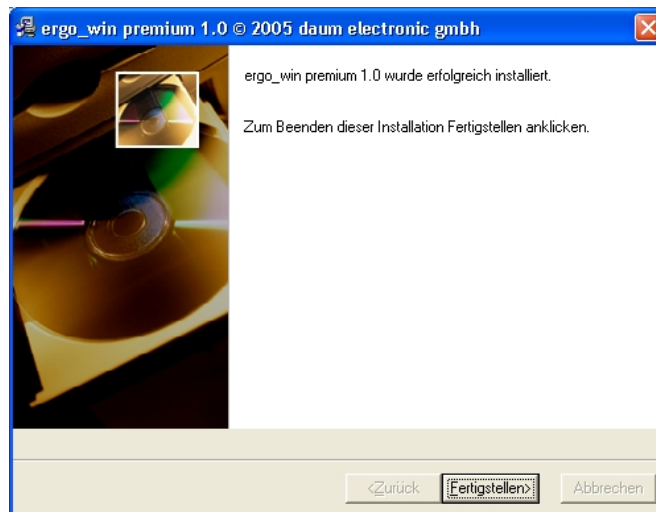 ergo_win premium 1.0 © 2005 daum electronic gmbh
ergo_win premium 1.0 wurde erfolgreich installiert.
Zum Beenden dieser Installation Fertigstellen anklicken.
<Zurück Fertigstellen> Abbrechen